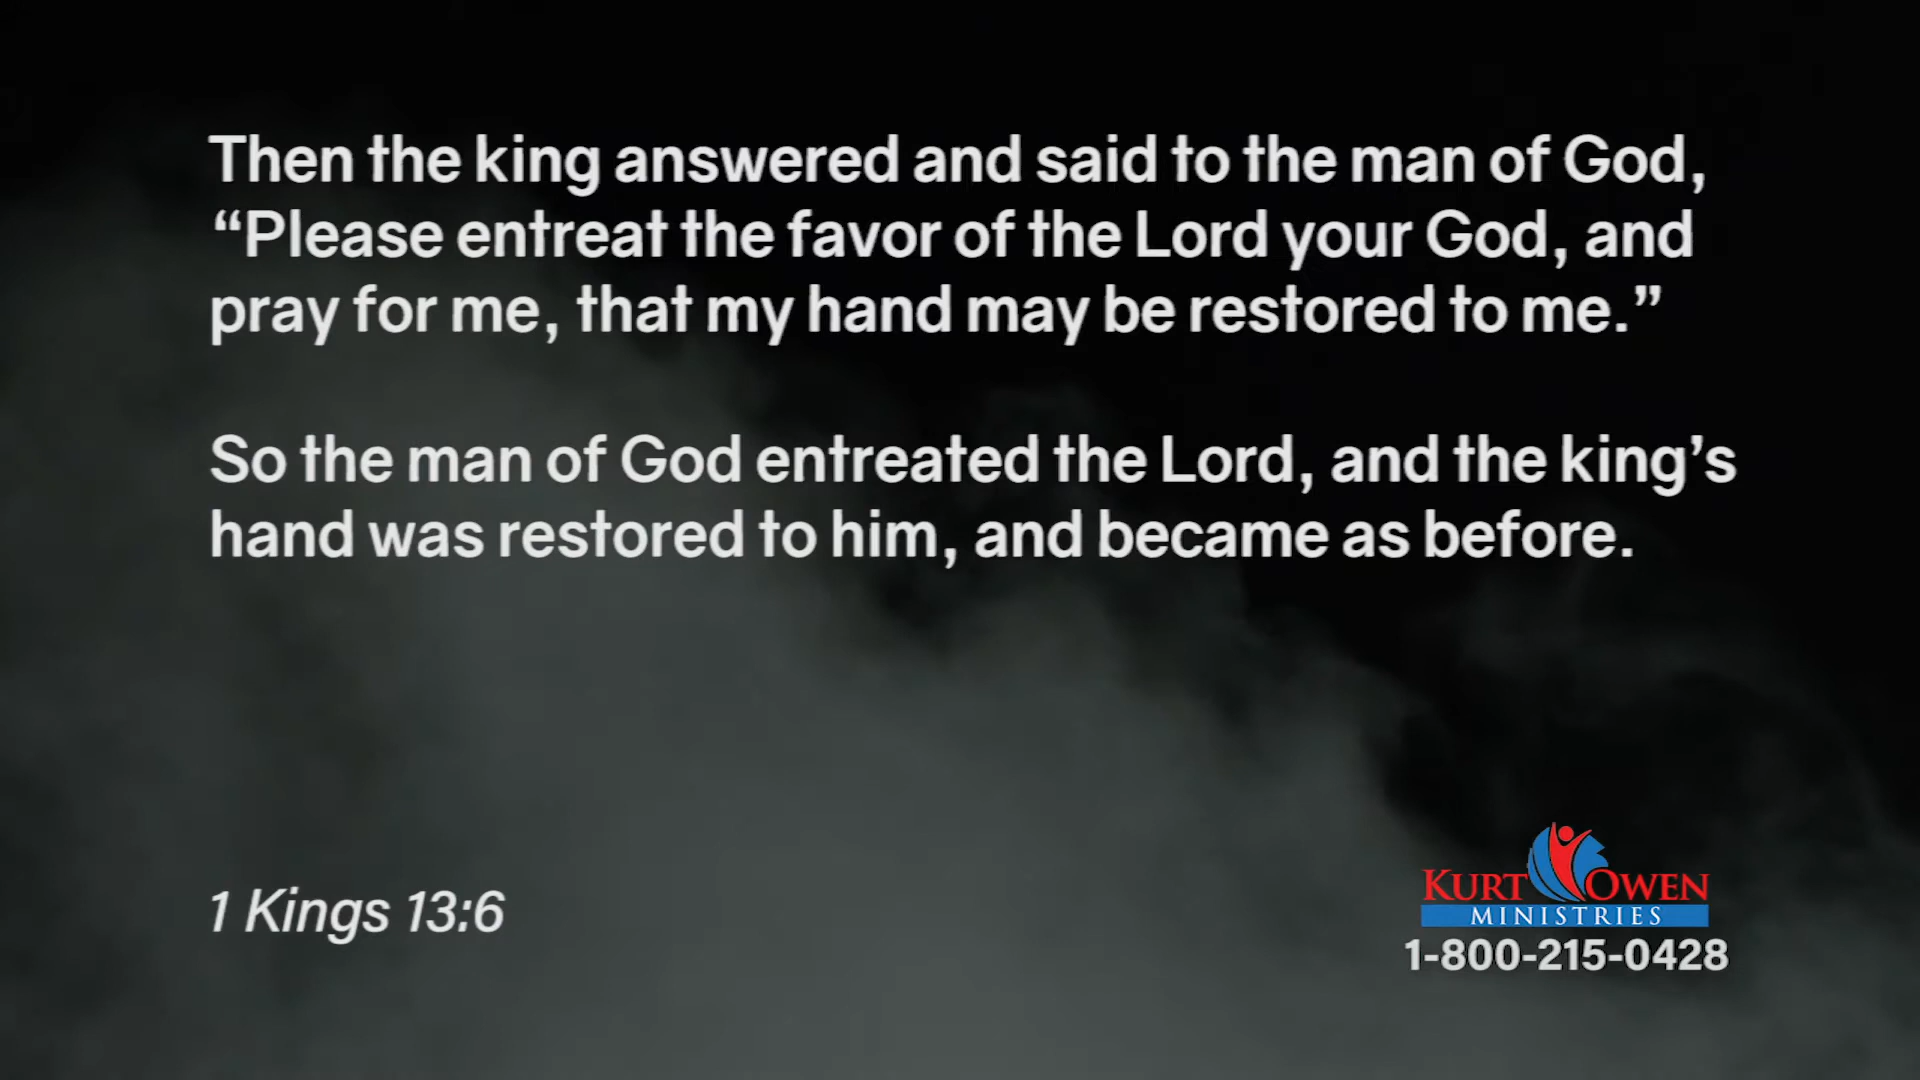 Then the king answered and said to the man of God,
“Please entreat the favor of the Lord your God, and
pray for me, that my hand may be restored to me.”
So the man of God entreated the Lord, and the king’s
hand was restored to him, and became as before.
1 Kings 13:6
KURT OWEN
MINISTRIES
1-800-215-0428